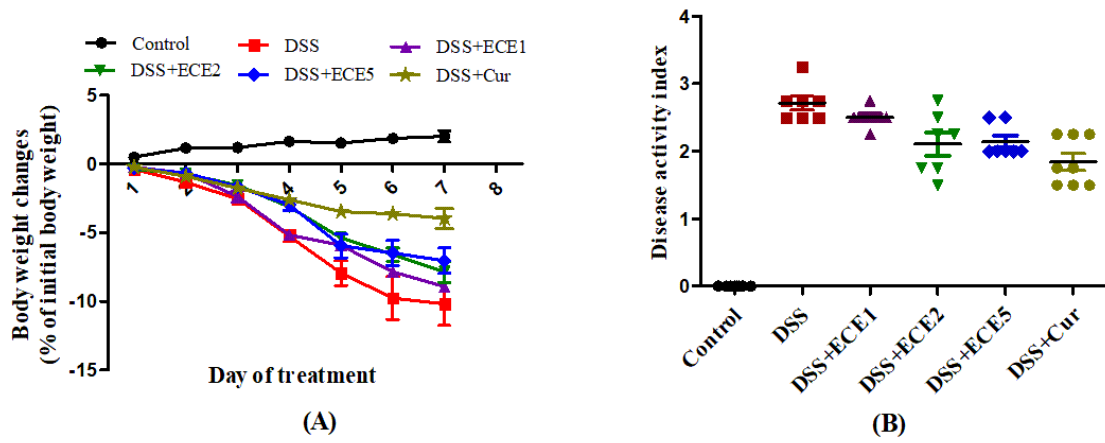 Control DSS DSS+ECE1
DSS+ECE2 DSS+ECE5 DSS+Cur
Body weight changes
(% of initial body weight)
5
0
-5
-10
-15
1 2 3 4 5 6 7 8
Day of treatment
(A)
Disease activity index
4
3
2
1
0
Control DSS DSS+ECE1 DSS+ECE2 DSS+ECE5 DSS+Cur
(B)